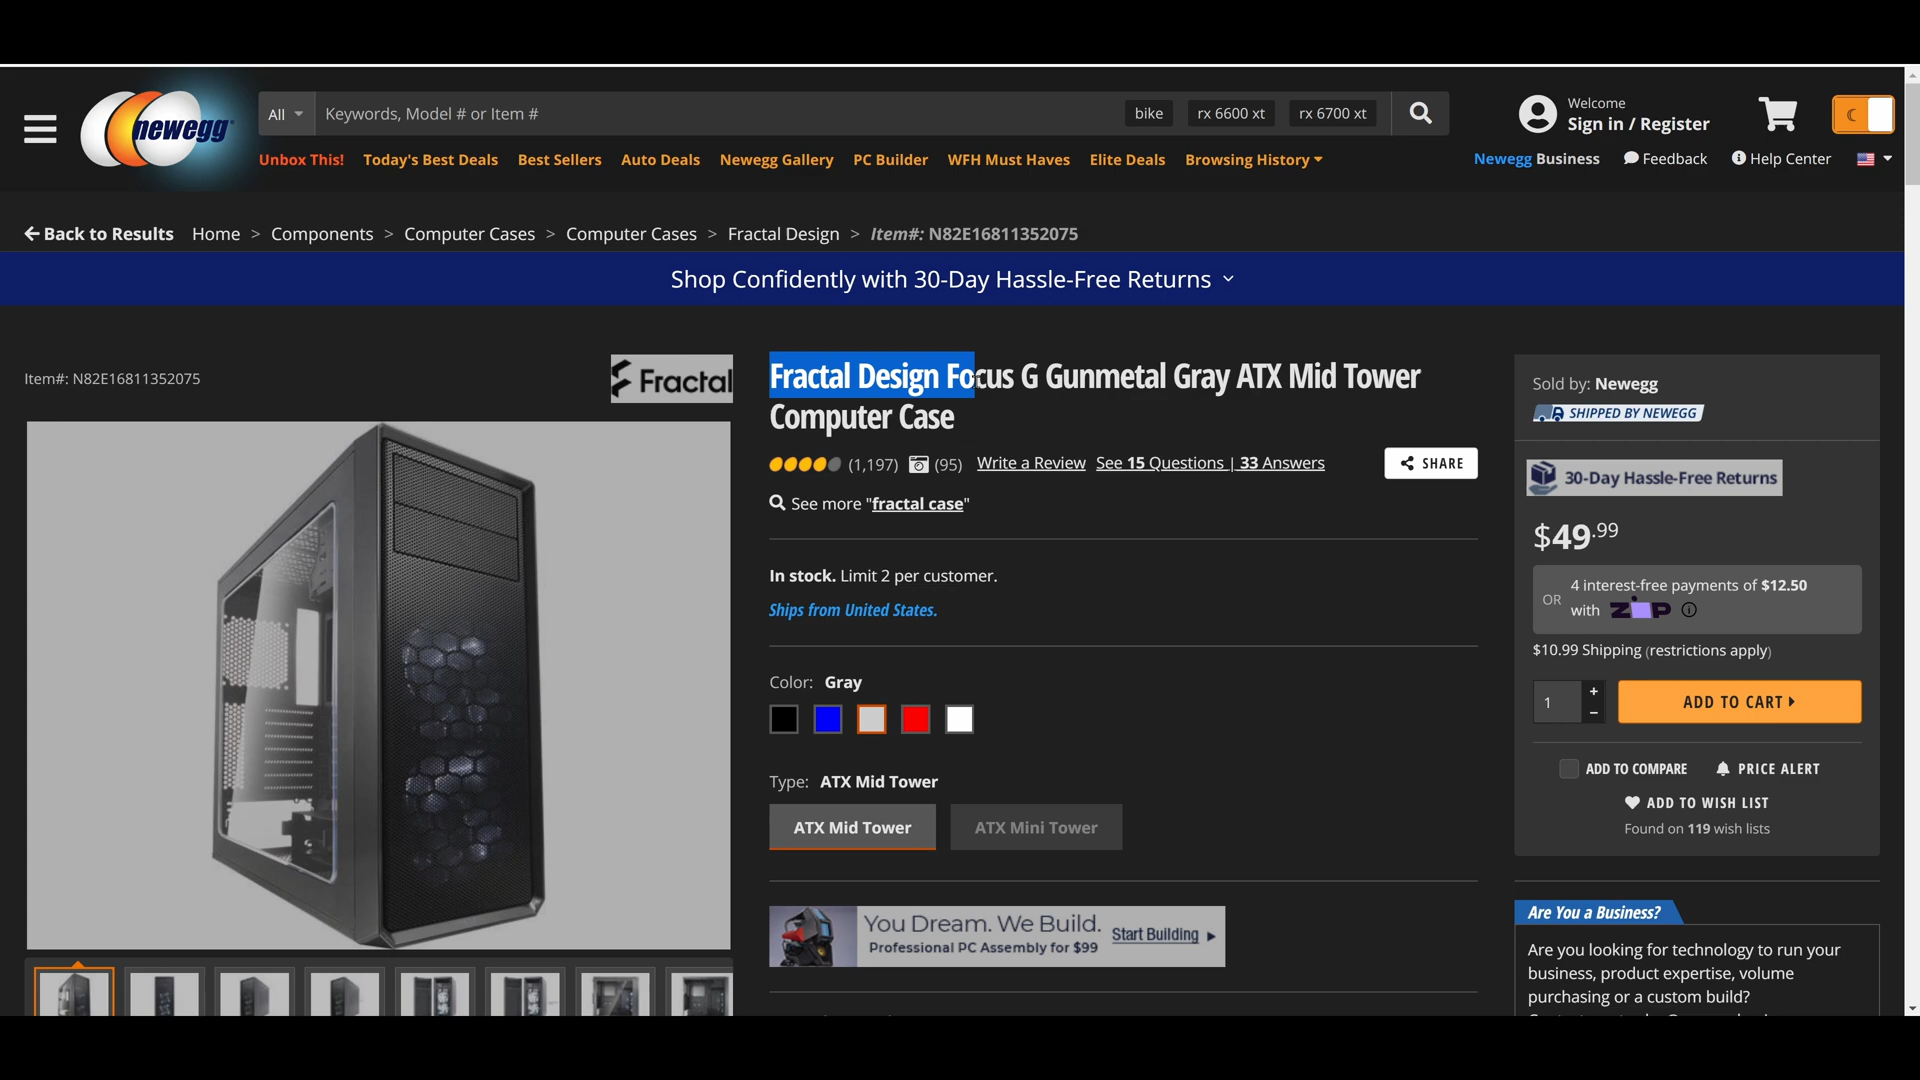 newegg
All
Keywords, Model # or Item #
bike
rx 6600 xt
rx 6700 xt
Welcome
Sign in / Register
Unbox This!
Today's Best Deals
Best Sellers
Auto Deals
Newegg Gallery
PC Builder
WFH Must Haves
Elite Deals
Browsing History
Newegg Business
Feedback
Help Center
Back to Results
Home > Components > Computer Cases > Computer Cases > Fractal Design > Item#: N82E16811352075
Shop Confidently with 30-Day Hassle-Free Returns
Item#: N82E16811352075
Fractal
Fractal Design Focus G Gunmetal Gray ATX Mid Tower
Computer Case
(1,197)
(95)
Write a Review
See 15 Questions | 33 Answers
SHARE
See more "fractal case"
In stock. Limit 2 per customer.
Ships from United States.
Color: Gray
Type: ATX Mid Tower
ATX Mid Tower
ATX Mini Tower
You Dream. We Build.
Professional PC Assembly for $99
Start Building
Sold by: Newegg
SHIPPED BY NEWEGG
30-Day Hassle-Free Returns
$49.99
OR
4 interest-free payments of $12.50
with ZIP
$10.99 Shipping (restrictions apply)
1
+
−
ADD TO CART
ADD TO COMPARE
PRICE ALERT
ADD TO WISH LIST
Found on 119 wish lists
Are You a Business?
Are you looking for technology to run your
business, product expertise, volume
purchasing or a custom build?